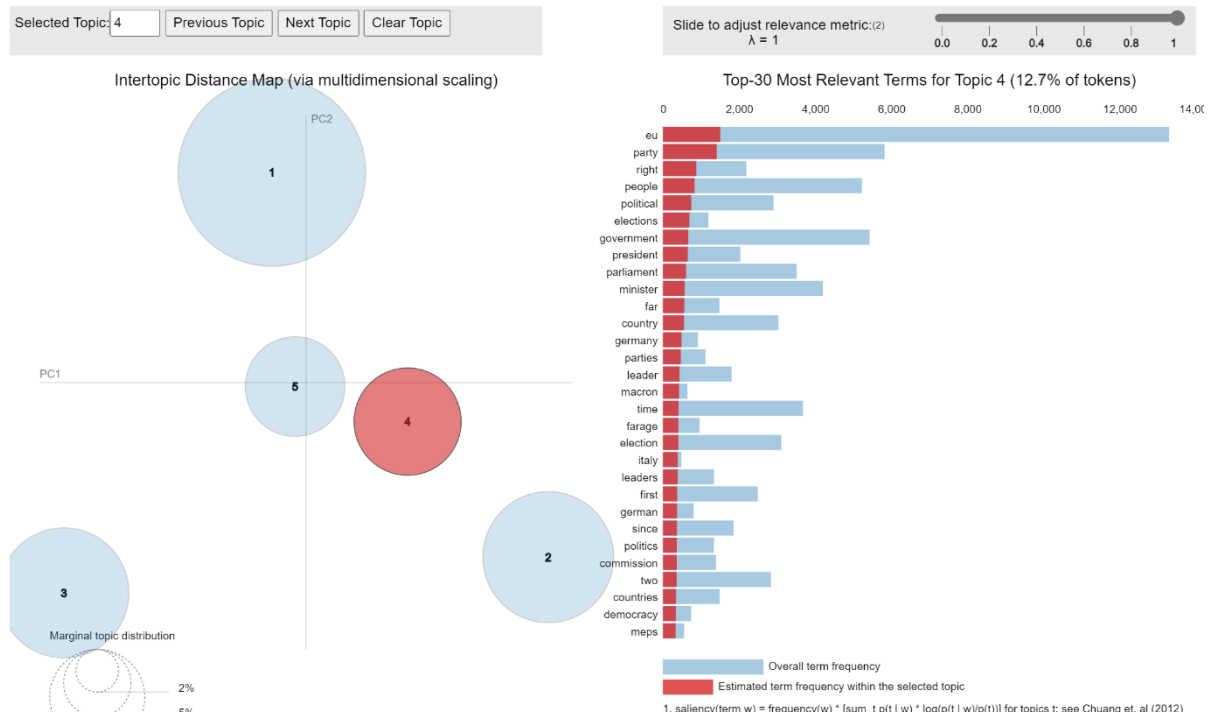 Selected Topic: 4 Previous Topic Next Topic Clear Topic
Slide to adjust relevance metric:(2)
λ = 1
0.0 0.2 0.4 0.6 0.8 1
Intertopic Distance Map (via multidimensional scaling)
PC2
PC1
1
5
4
2
3
Marginal topic distribution
2%
5%
Top-30 Most Relevant Terms for Topic 4 (12.7% of tokens)
0 2,000 4,000 6,000 8,000 10,000 12,000 14,00
eu
party
right
people
political
elections
government
president
parliament
minister
far
country
germany
parties
leader
macron
time
farage
election
italy
leaders
first
german
since
politics
commission
two
countries
democracy
meps
Overall term frequency
Estimated term frequency within the selected topic
1. saliency(term w) = frequency(w) * [sum_t p(t | w) * log(p(t | w)/p(t))] for topics t; see Chuang et. al (2012)